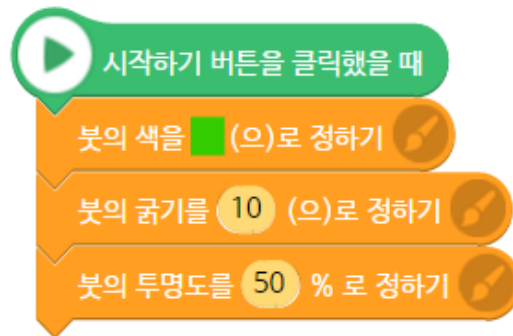 시작하기 버튼을 클릭했을 때
붓의 색을 (으)로 정하기
붓의 굵기를 10 (으)로 정하기
붓의 투명도를 50 % 로 정하기